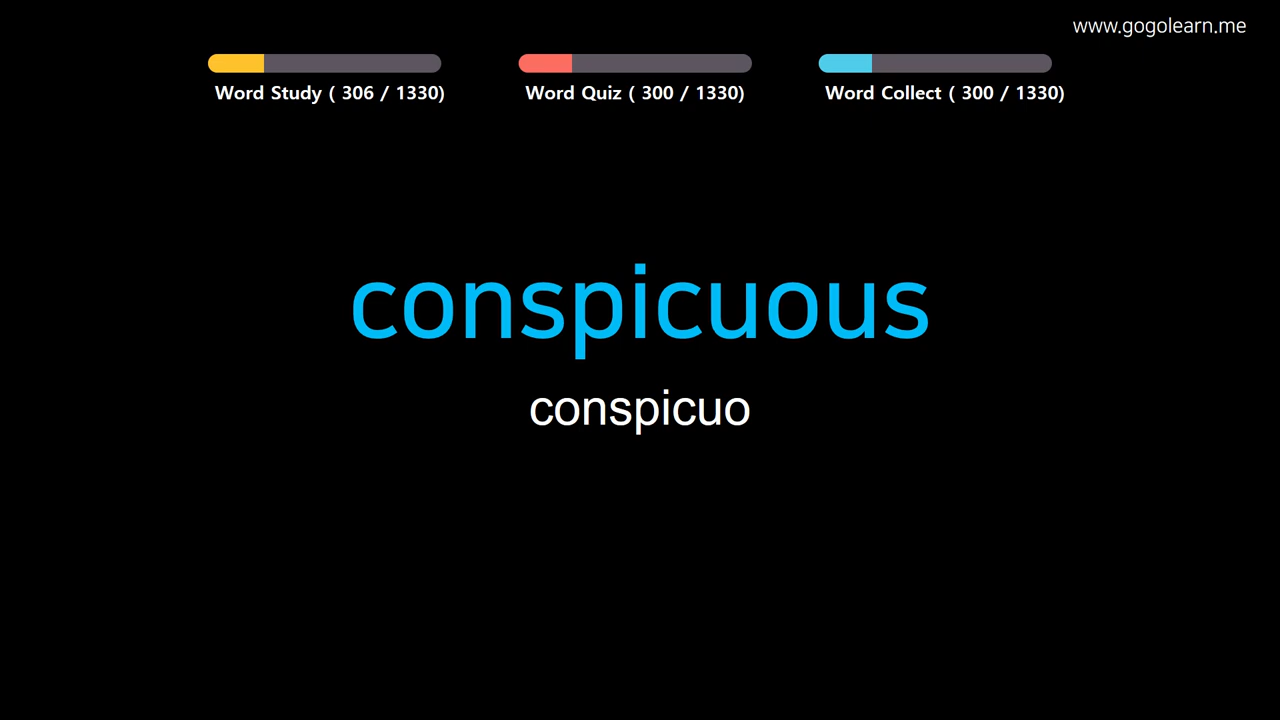 www.gogolearn.me
Word Study ( 306 / 1330)
Word Quiz ( 300 / 1330)
Word Collect ( 300 / 1330)
conspicuous
conspicuo